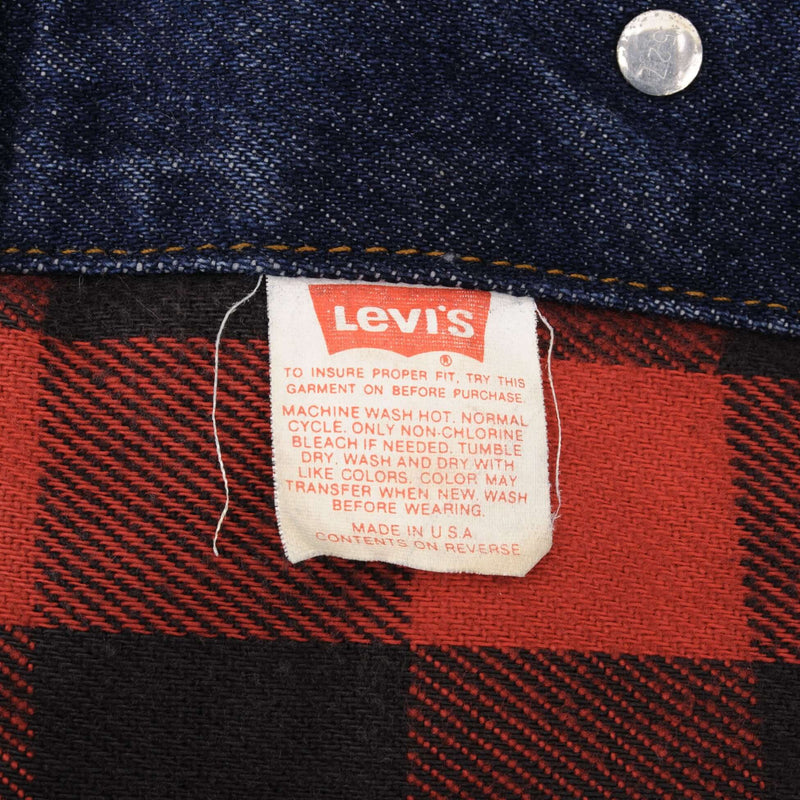 522
LEVI'S
®
TO INSURE PROPER FIT, TRY THIS
GARMENT ON BEFORE PURCHASE.
MACHINE WASH HOT. NORMAL
CYCLE. ONLY NON-CHLORINE
BLEACH IF NEEDED. TUMBLE
DRY. WASH AND DRY WITH
LIKE COLORS. COLOR MAY
TRANSFER WHEN NEW. WASH
BEFORE WEARING.
MADE IN U.S.A
CONTENTS ON REVERSE